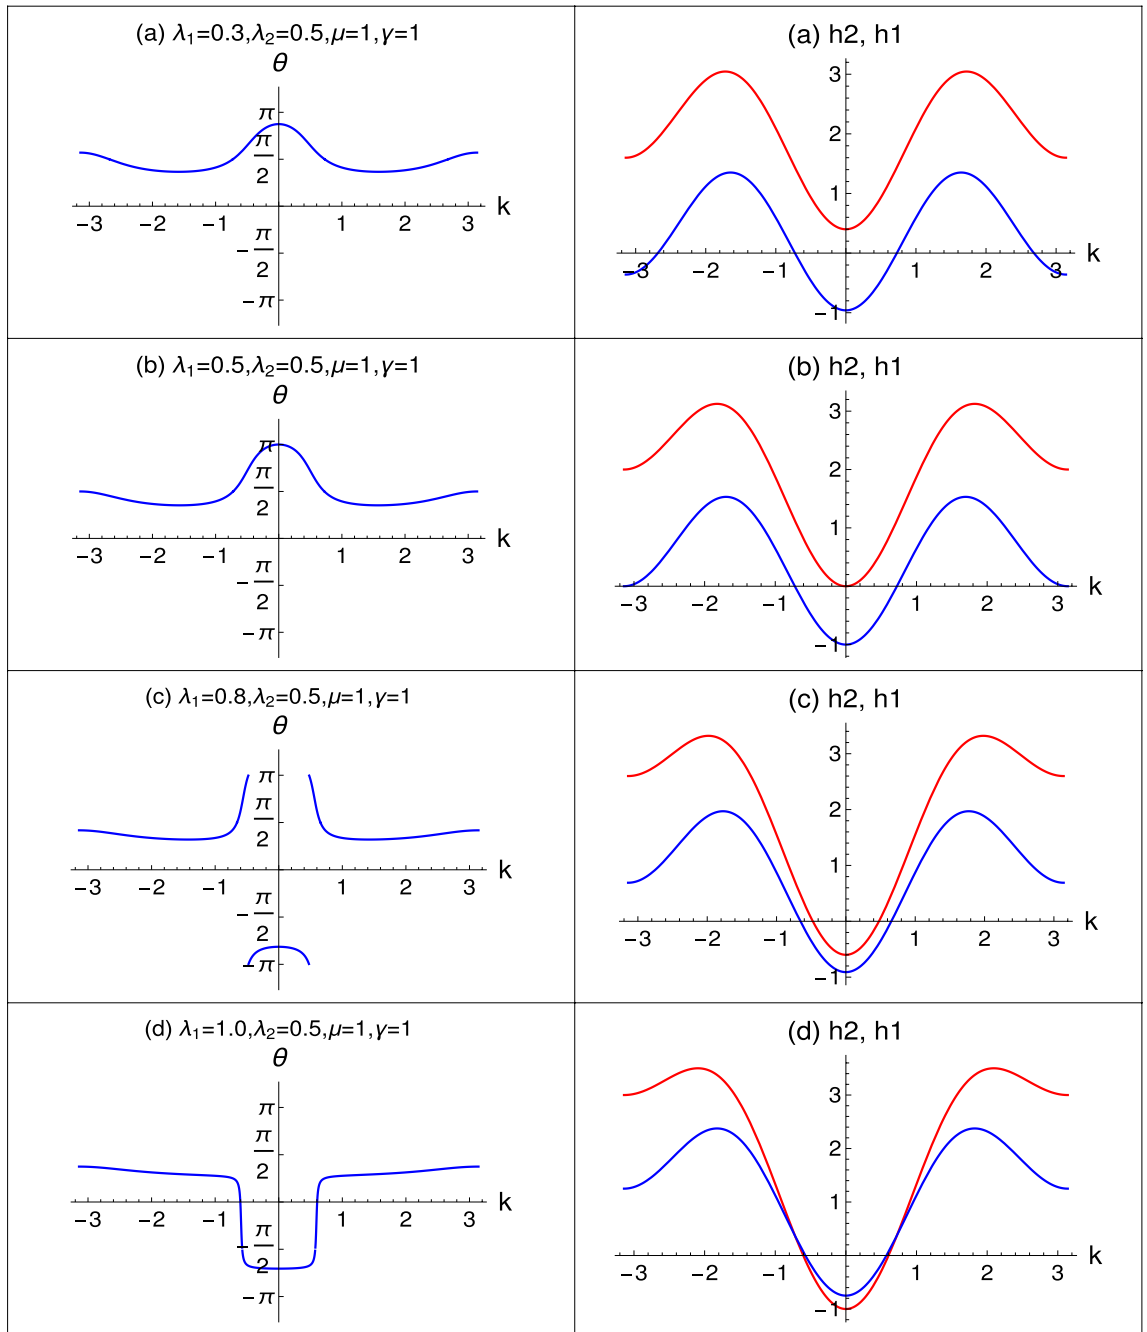 (a) λ₁=0.3,λ₂=0.5,μ=1,γ=1
θ
π
π/2
-3 -2 -1 1 2 3 k
-π/2
-π
(a) h2, h1
3
2
1
-3 -2 -1 1 2 3 k
-1
(b) λ₁=0.5,λ₂=0.5,μ=1,γ=1
θ
π
π/2
-3 -2 -1 1 2 3 k
-π/2
-π
(b) h2, h1
3
2
1
-3 -2 -1 1 2 3 k
-1
(c) λ₁=0.8,λ₂=0.5,μ=1,γ=1
θ
π
π/2
-3 -2 -1 1 2 3 k
-π/2
-π
(c) h2, h1
3
2
1
-3 -2 -1 1 2 3 k
-1
(d) λ₁=1.0,λ₂=0.5,μ=1,γ=1
θ
π
π/2
-3 -2 -1 1 2 3 k
-π/2
-π
(d) h2, h1
3
2
1
-3 -2 -1 1 2 3 k
-1